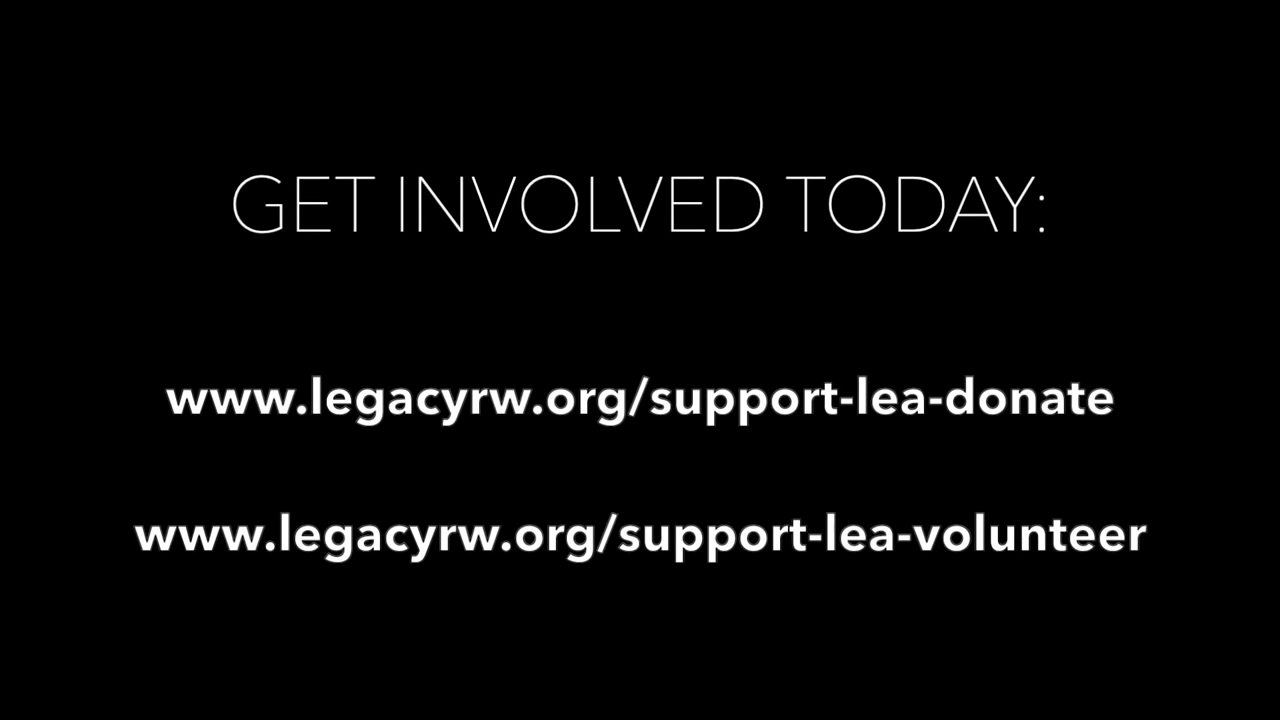 GET INVOLVED TODAY:
www.legacyrw.org/support-lea-donate
www.legacyrw.org/support-lea-volunteer